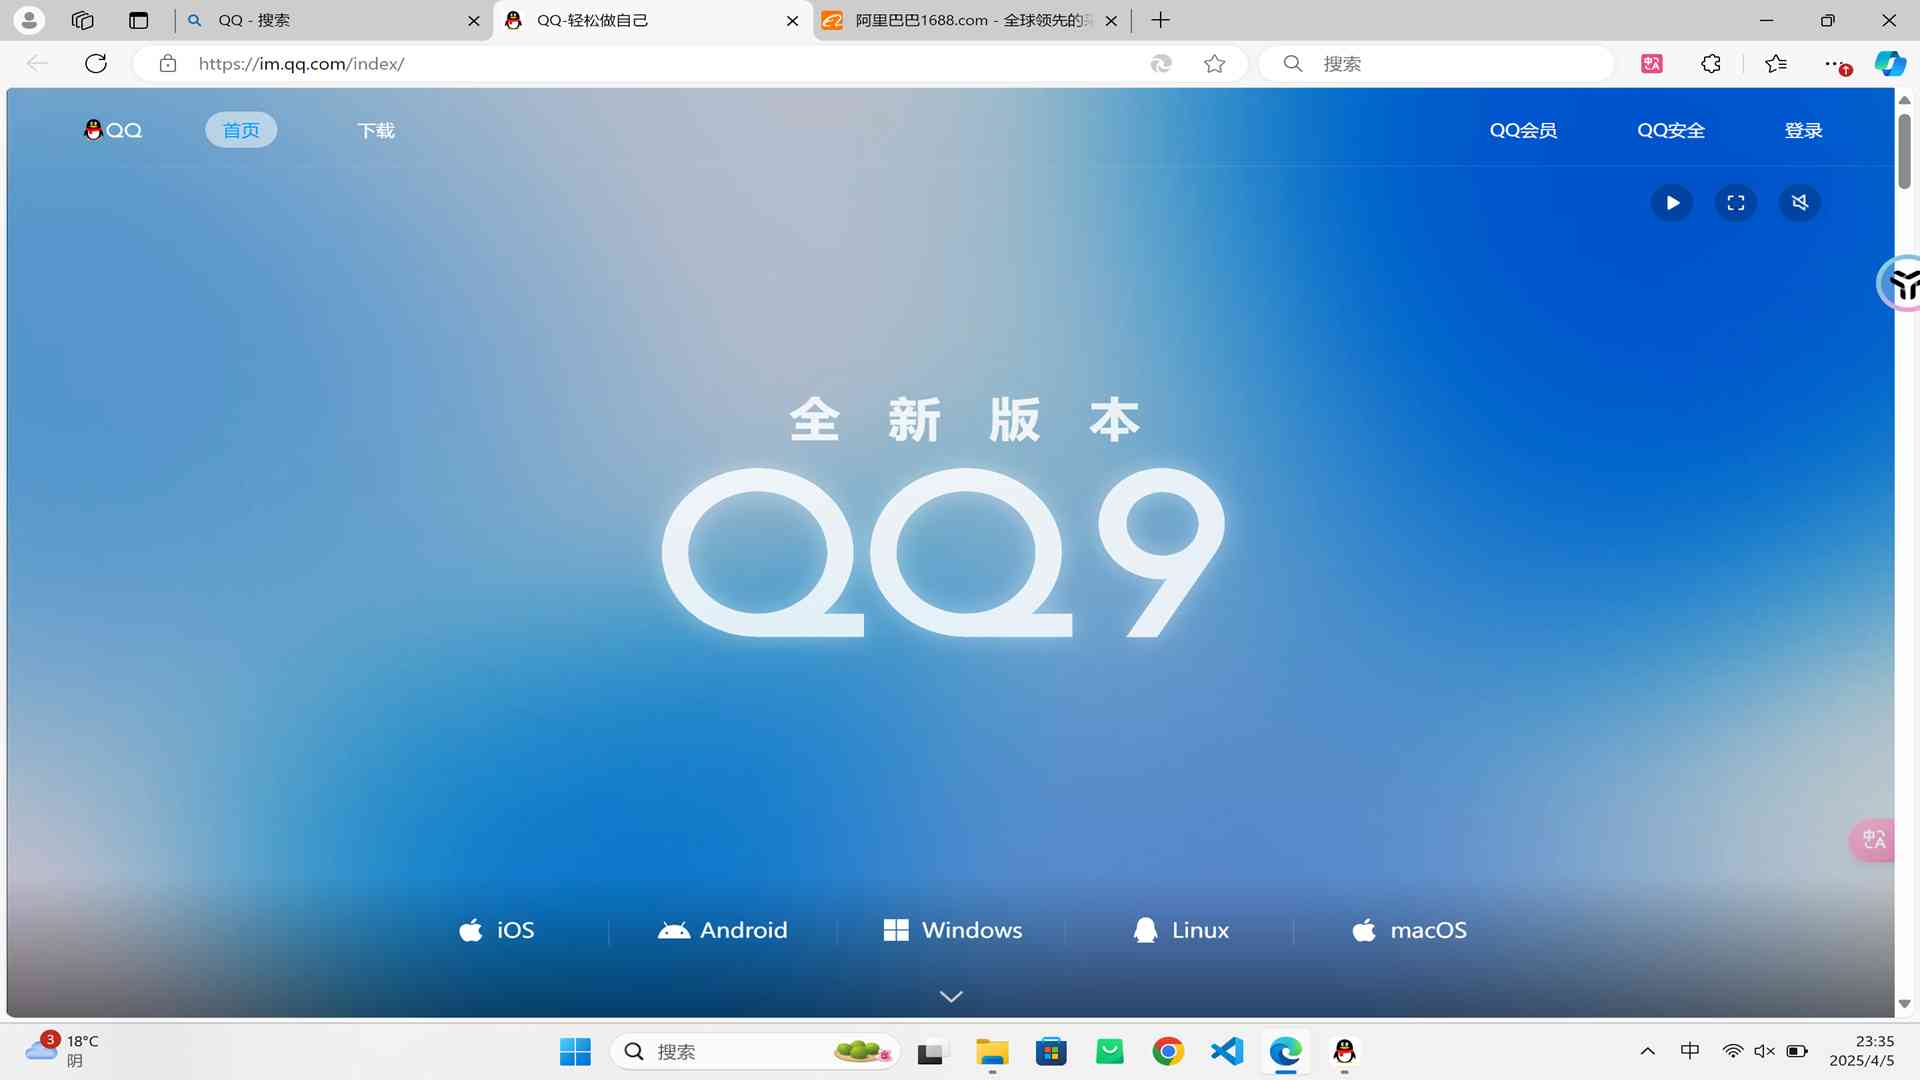 QQ - 搜索
QQ-轻松做自己
阿里巴巴1688.com - 全球领先的采
https://im.qq.com/index/
搜索
QQ
首页
下载
QQ会员
QQ安全
登录
全新版本
QQ9
iOS
Android
Windows
Linux
macOS
3
18°C
阴
搜索
中
23:35
2025/4/5